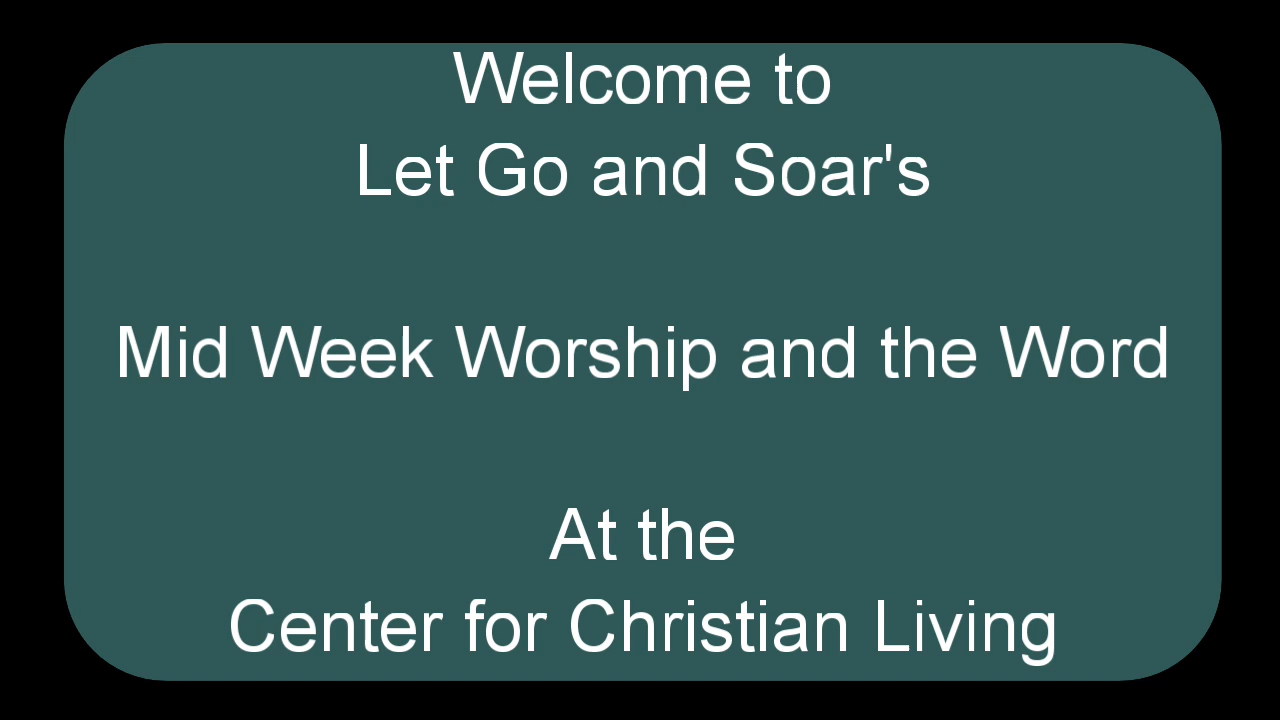 Welcome to
Let Go and Soar's
Mid Week Worship and the Word
At the
Center for Christian Living